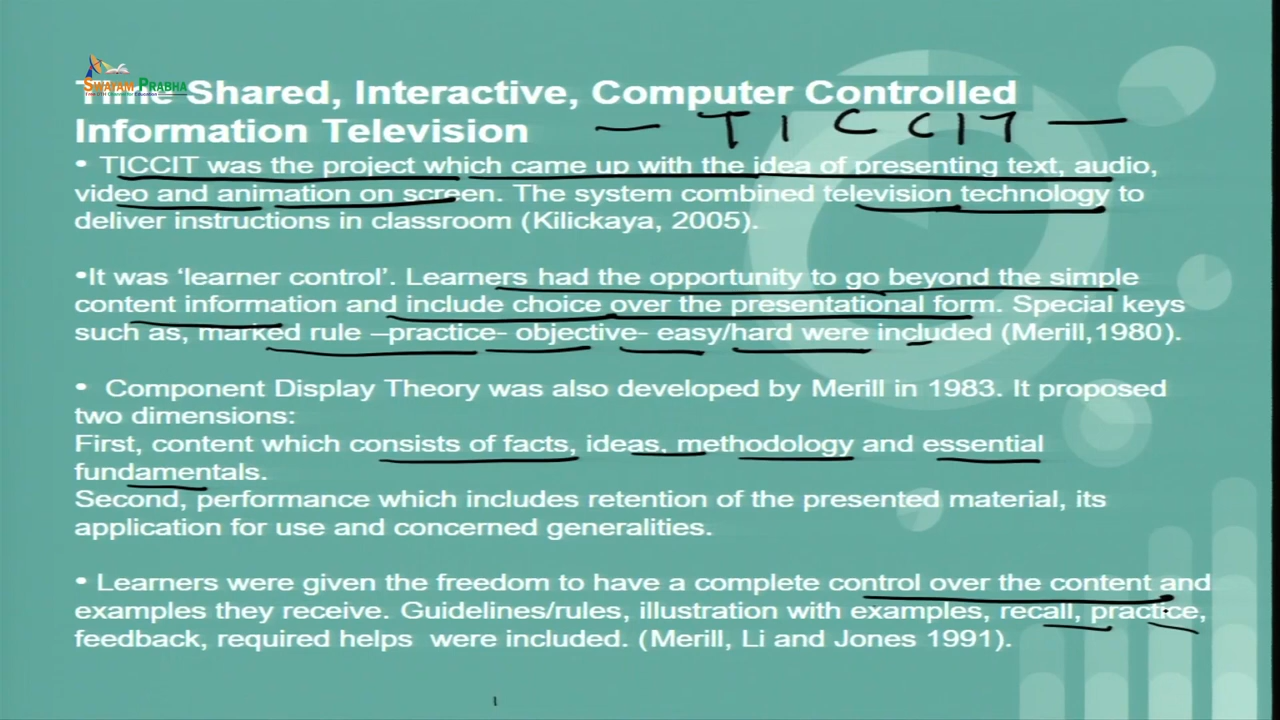 SWAYAM PRABHA
The Shared, Interactive, Computer Controlled
Information Television — TICCIT —
• TICCIT was the project which came up with the idea of presenting text, audio,
video and animation on screen. The system combined television technology to
deliver instructions in classroom (Kilickaya, 2005).
•It was ‘learner control’. Learners had the opportunity to go beyond the simple
content information and include choice over the presentational form. Special keys
such as, marked rule –practice- objective- easy/hard were included (Merill,1980).
• Component Display Theory was also developed by Merill in 1983. It proposed
two dimensions:
First, content which consists of facts, ideas, methodology and essential
fundamentals.
Second, performance which includes retention of the presented material, its
application for use and concerned generalities.
• Learners were given the freedom to have a complete control over the content and
examples they receive. Guidelines/rules, illustration with examples, recall, practice,
feedback, required helps were included. (Merill, Li and Jones 1991).